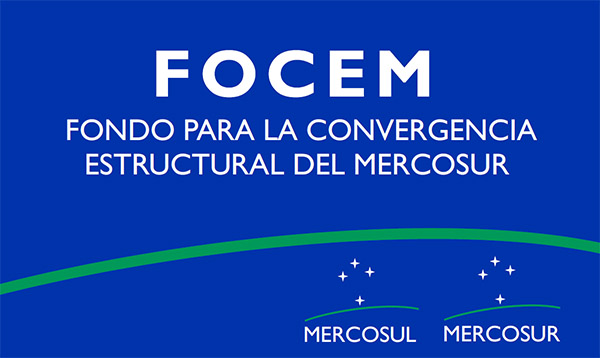 FOCEM
FONDO PARA LA CONVERGENCIA
ESTRUCTURAL DEL MERCOSUR
MERCOSUL
MERCOSUR